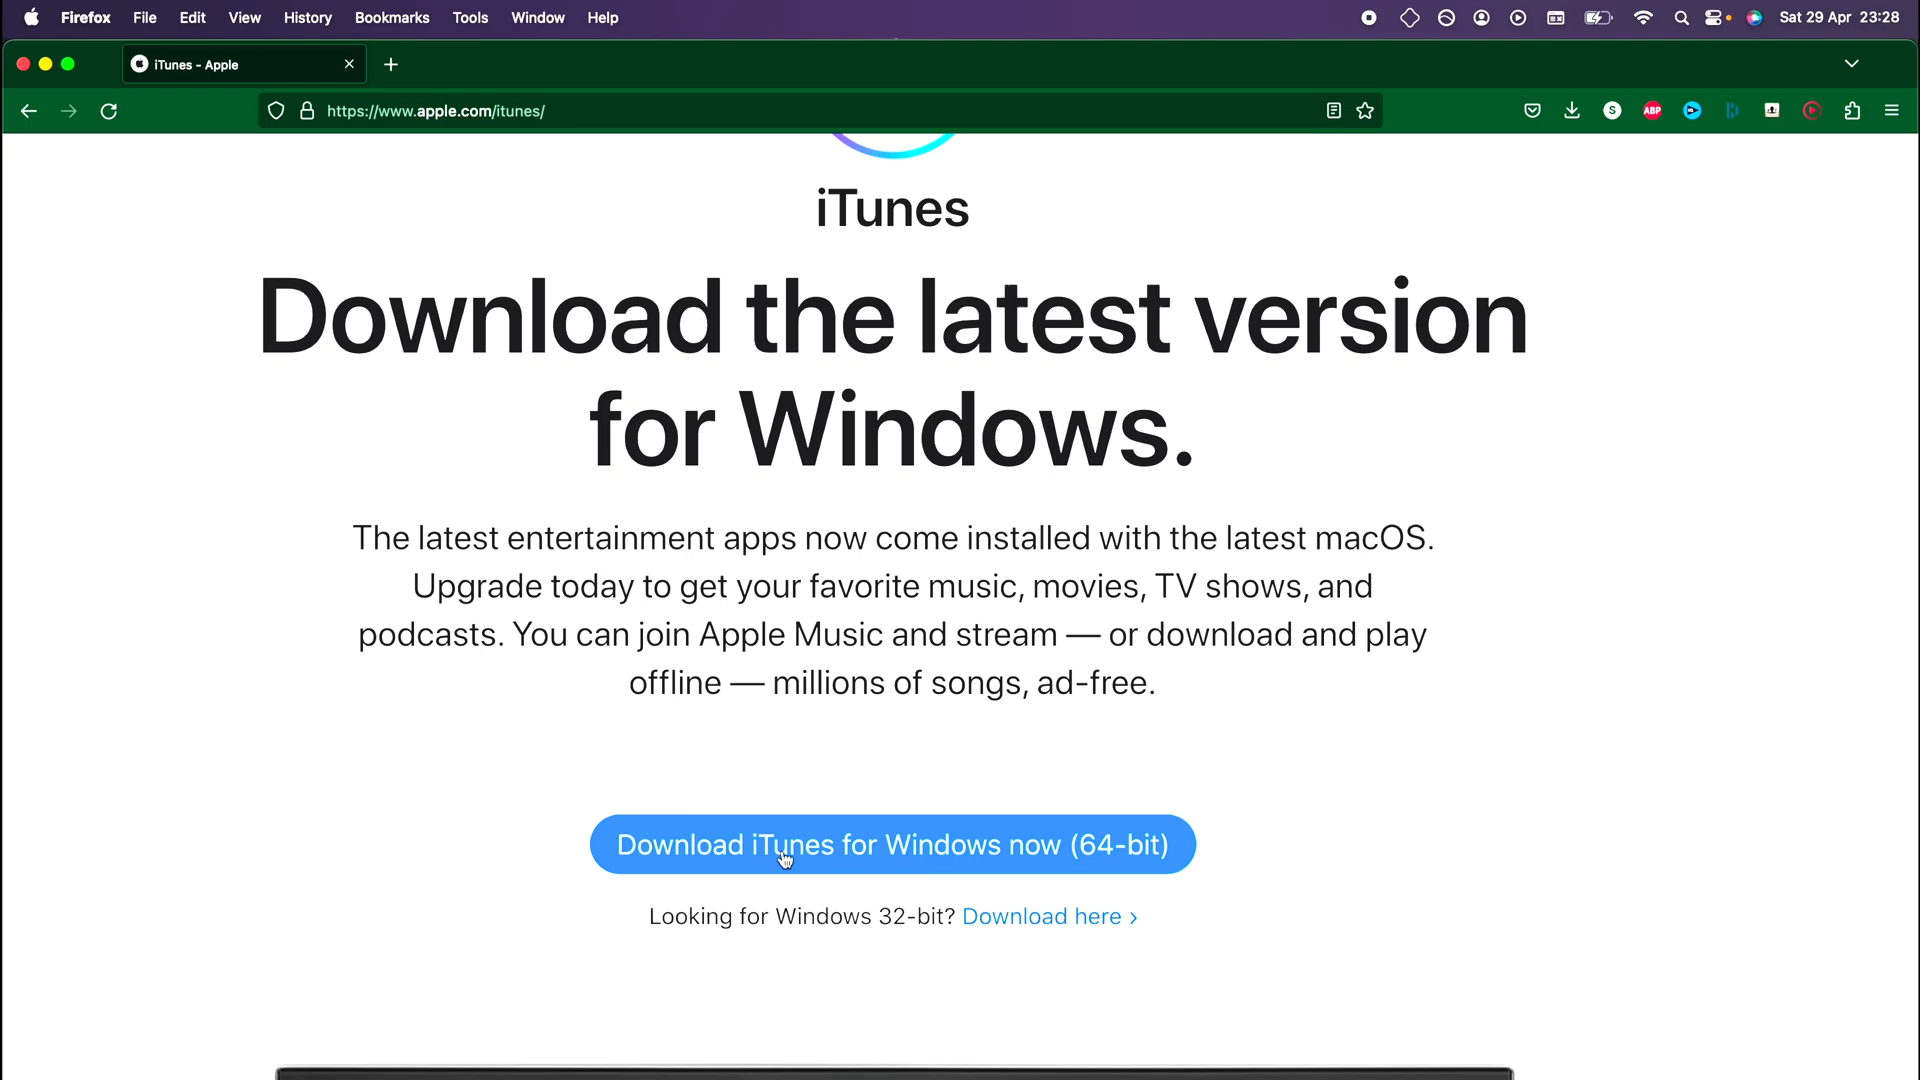 Firefox File Edit View History Bookmarks Tools Window Help Sat 29 Apr 23:28
iTunes - Apple
https://www.apple.com/itunes/
S ABP
iTunes
Download the latest version
for Windows.
The latest entertainment apps now come installed with the latest macOS.
Upgrade today to get your favorite music, movies, TV shows, and
podcasts. You can join Apple Music and stream — or download and play
offline — millions of songs, ad-free.
Download iTunes for Windows now (64-bit)
Looking for Windows 32-bit? Download here ›